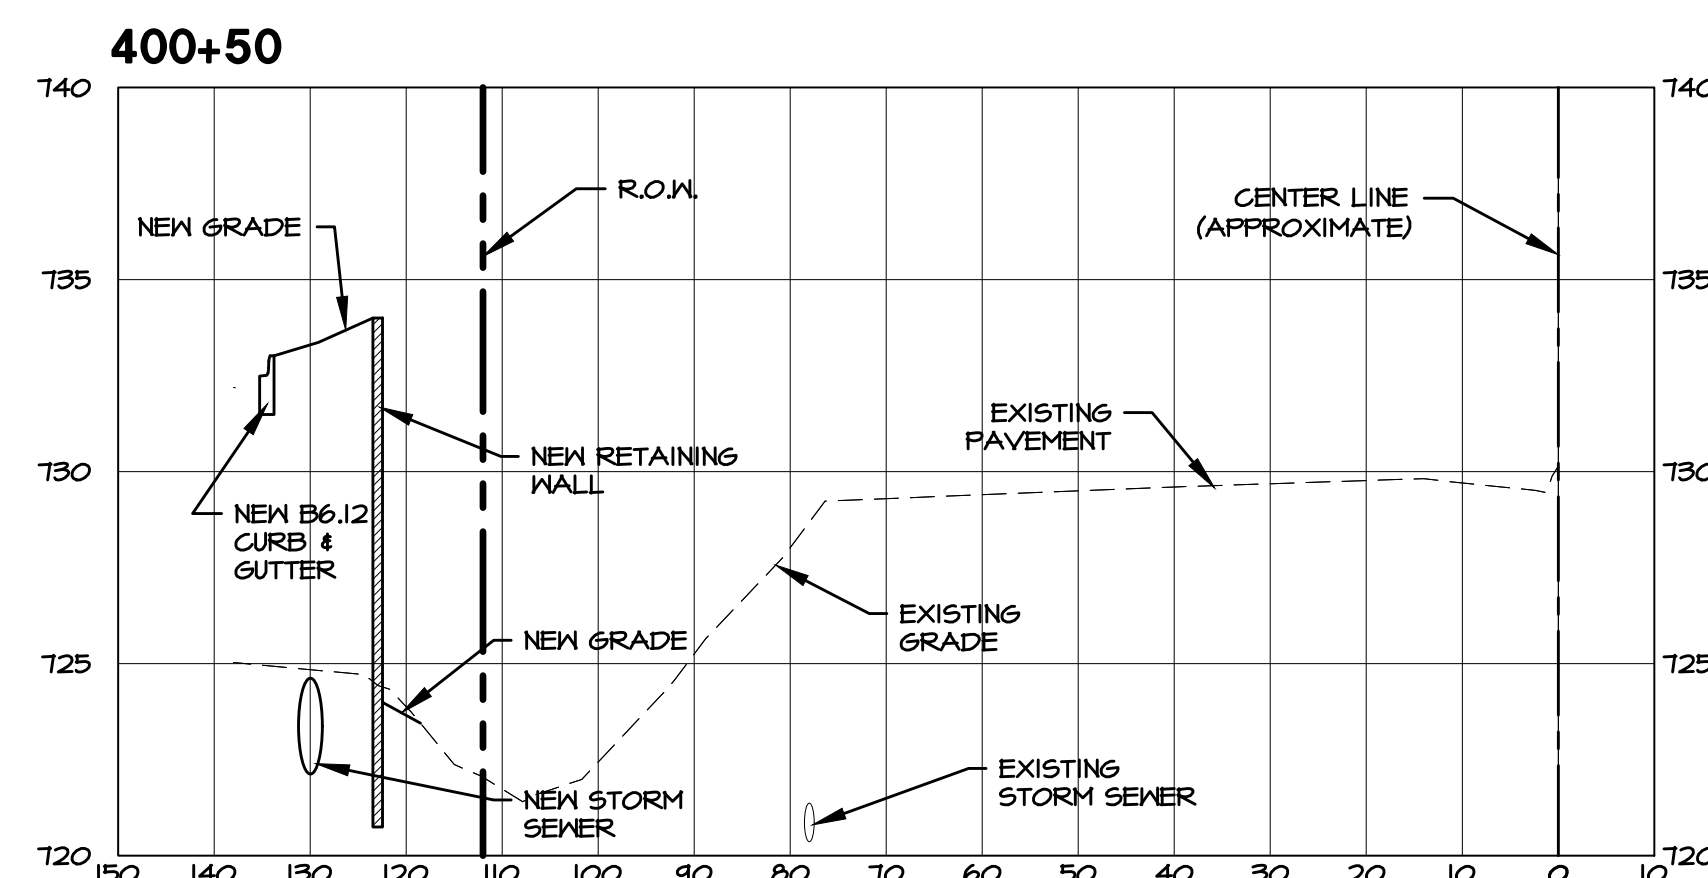 400+50
740
740
R.O.W.
CENTER LINE
(APPROXIMATE)
NEW GRADE
735
735
EXISTING
PAVEMENT
NEW RETAINING
WALL
730
730
NEW B6.12
CURB &
GUTTER
EXISTING
GRADE
NEW GRADE
725
725
EXISTING
STORM SEWER
NEW STORM
SEWER
720
720
150 140 130 120 110 100 90 80 70 60 50 40 30 20 10 0 10